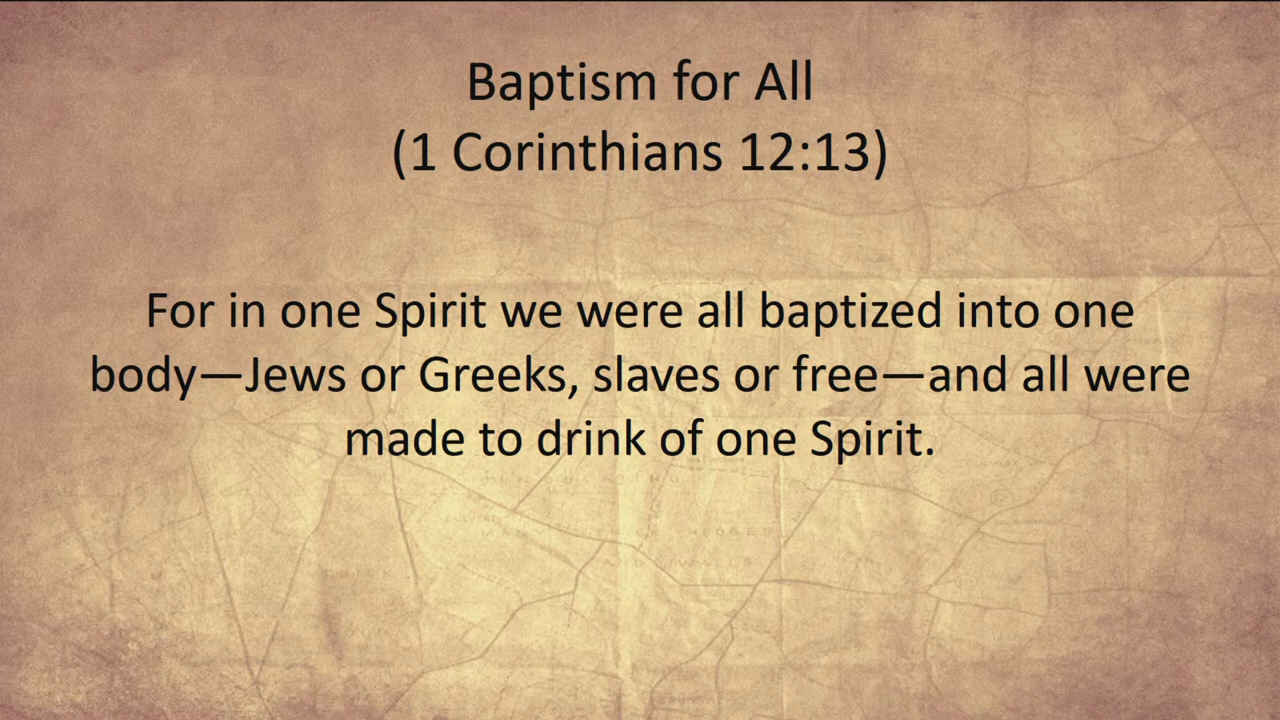 Baptism for All
(1 Corinthians 12:13)
For in one Spirit we were all baptized into one
body—Jews or Greeks, slaves or free—and all were
made to drink of one Spirit.